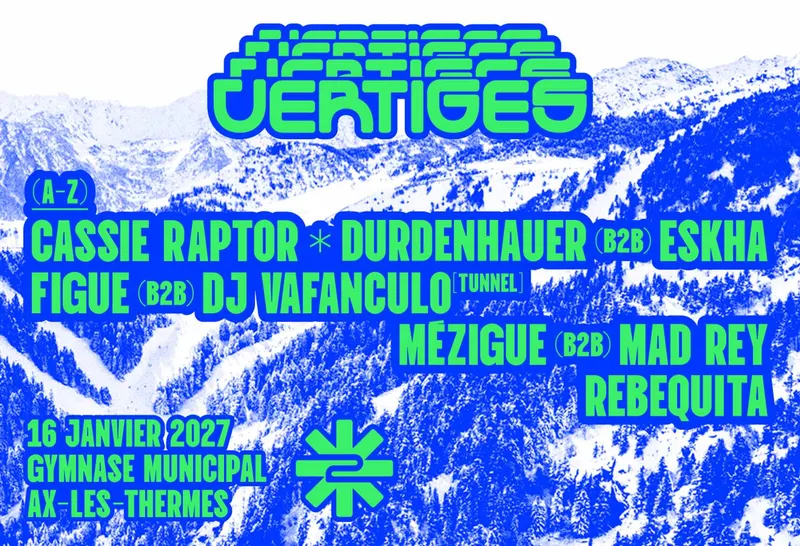 VERTIGES
(A-Z)
CASSIE RAPTOR * DURDENHAUER (B2B) ESKHA
FIGUE (B2B) DJ VAFANCULO [TUNNEL]
MÉZIGUE (B2B) MAD REY
REBEQUITA
16 JANVIER 2027
GYMNASE MUNICIPAL
AX-LES-THERMES